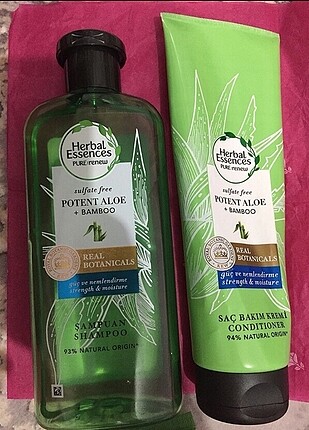 Herbal
Essences
PURE:renew
sulfate free
POTENT ALOE
+ BAMBOO
REAL
BOTANICALS
güç ve nemlendirme
strength & moisture
ŞAMPUAN
SHAMPOO
93% NATURAL ORIGIN*
Herbal
Essences
PURE:renew
sulfate free
POTENT ALOE
+ BAMBOO
REAL
BOTANICALS
güç ve nemlendirme
strength & moisture
SAÇ BAKIM KREMİ
CONDITIONER
94% NATURAL ORIGIN*